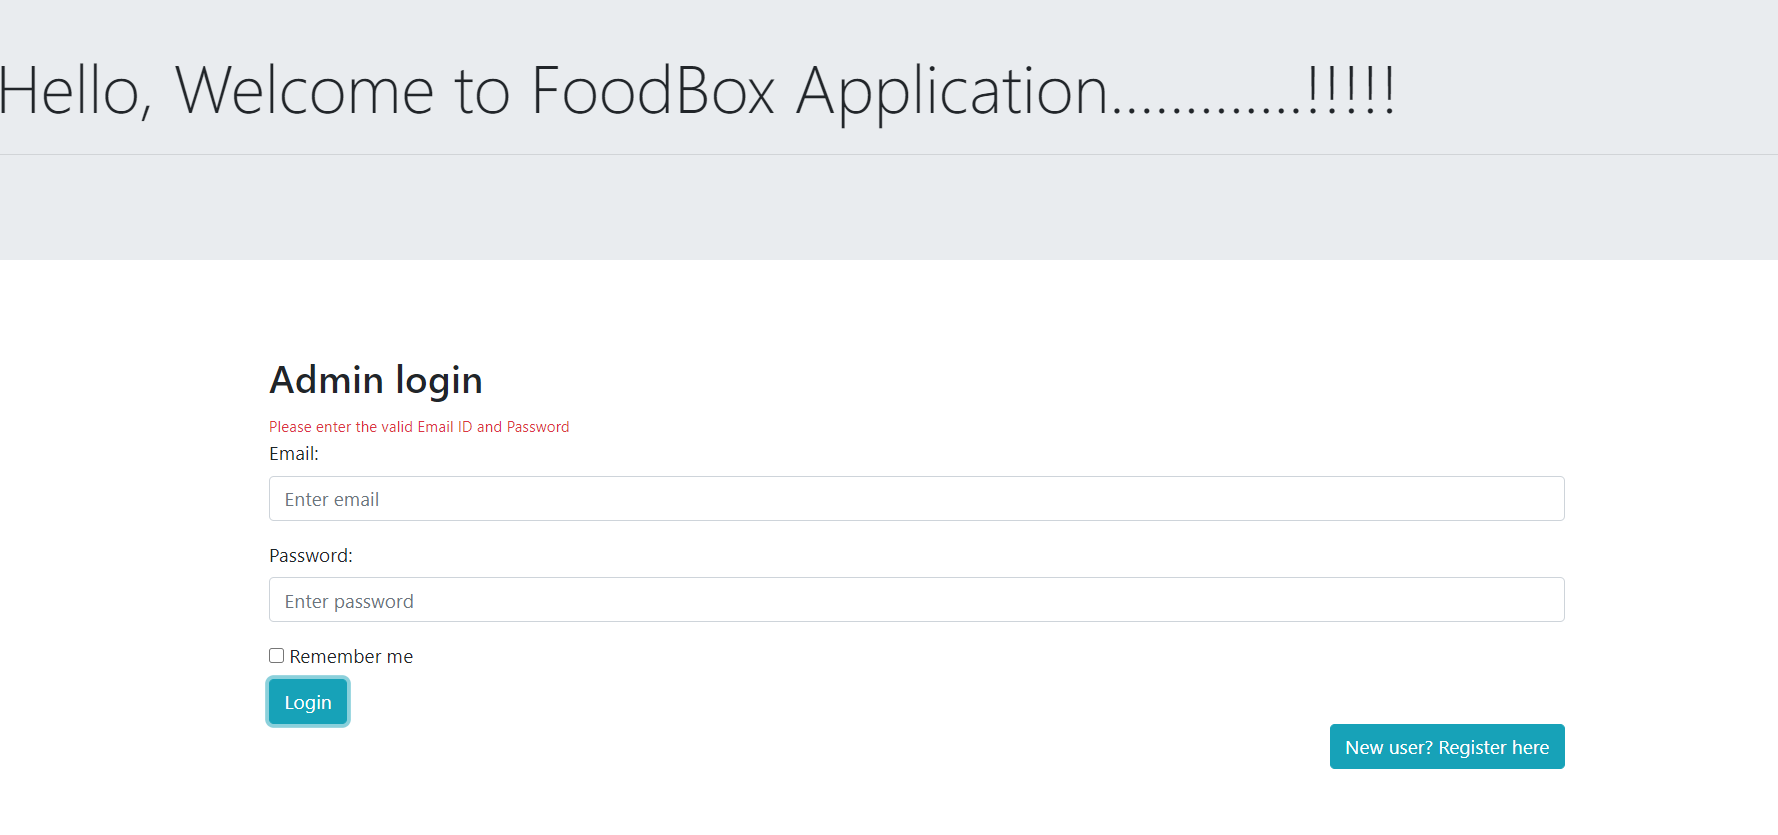 Hello, Welcome to FoodBox Application.............!!!!!
Admin login
Please enter the valid Email ID and Password
Email:
Enter email
Password:
Enter password
Remember me
Login
New user? Register here